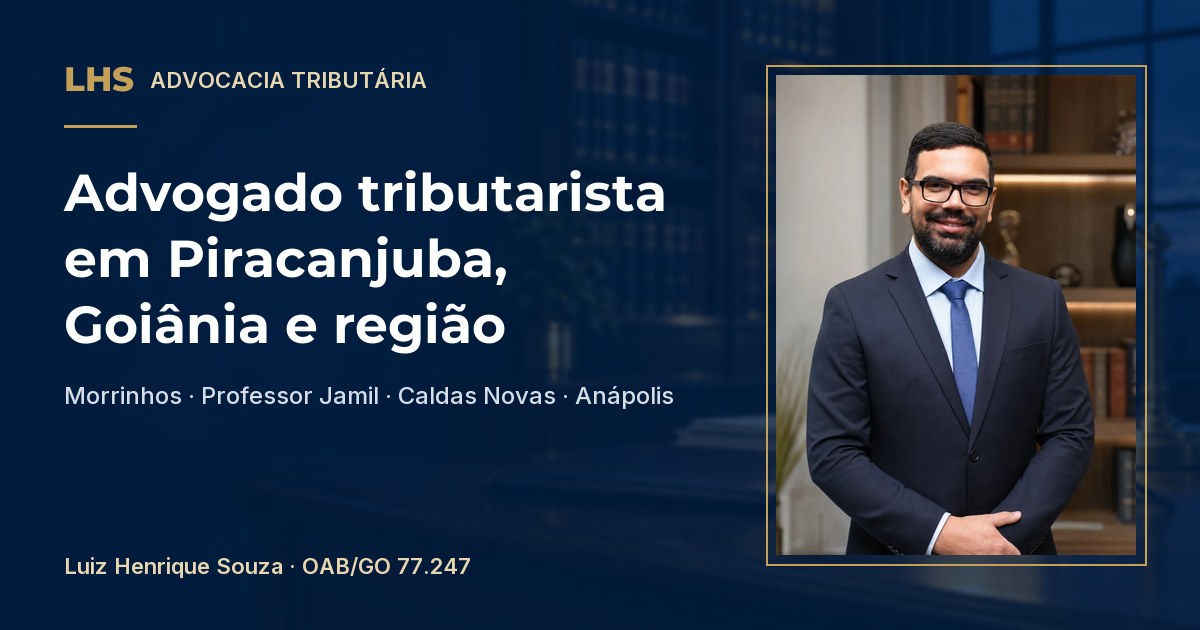 LHS ADVOCACIA TRIBUTÁRIA
Advogado tributarista
em Piracanjuba,
Goiânia e região
Morrinhos · Professor Jamil · Caldas Novas · Anápolis
Luiz Henrique Souza · OAB/GO 77.247